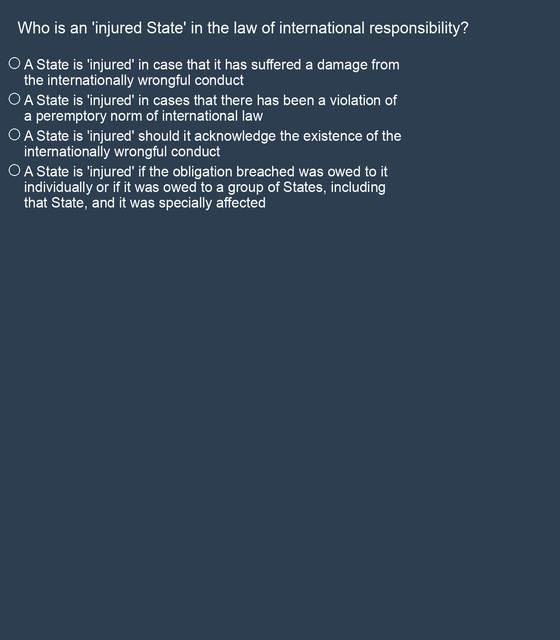 Who is an 'injured State' in the law of international responsibility?
A State is 'injured' in case that it has suffered a damage from
the internationally wrongful conduct
A State is 'injured' in cases that there has been a violation of
a peremptory norm of international law
A State is 'injured' should it acknowledge the existence of the
internationally wrongful conduct
A State is 'injured' if the obligation breached was owed to it
individually or if it was owed to a group of States, including
that State, and it was specially affected